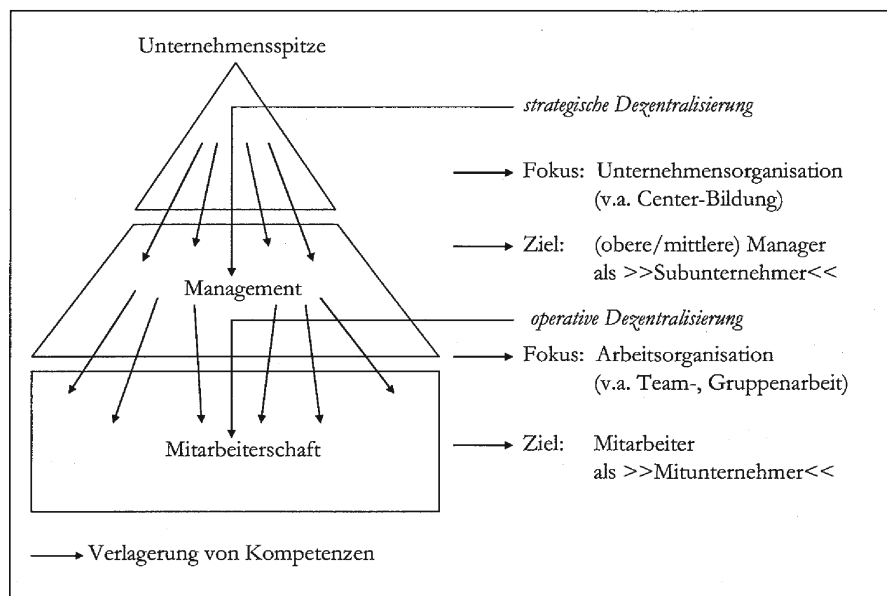 Unternehmensspitze
strategische Dezentralisierung
Fokus: Unternehmensorganisation
(v.a. Center-Bildung)
Ziel: (obere/mittlere) Manager
als >>Subunternehmer<<
Management
operative Dezentralisierung
Fokus: Arbeitsorganisation
(v.a. Team-, Gruppenarbeit)
Mitarbeiterschaft
Ziel: Mitarbeiter
als >>Mitunternehmer<<
Verlagerung von Kompetenzen